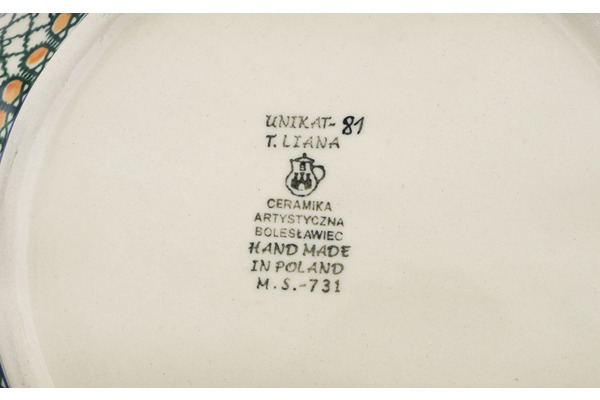 UNIKAT-81
T. LIANA
CERAMIKA
ARTYSTYCZNA
BOLESŁAWIEC
HAND MADE
IN POLAND
M.S.-731